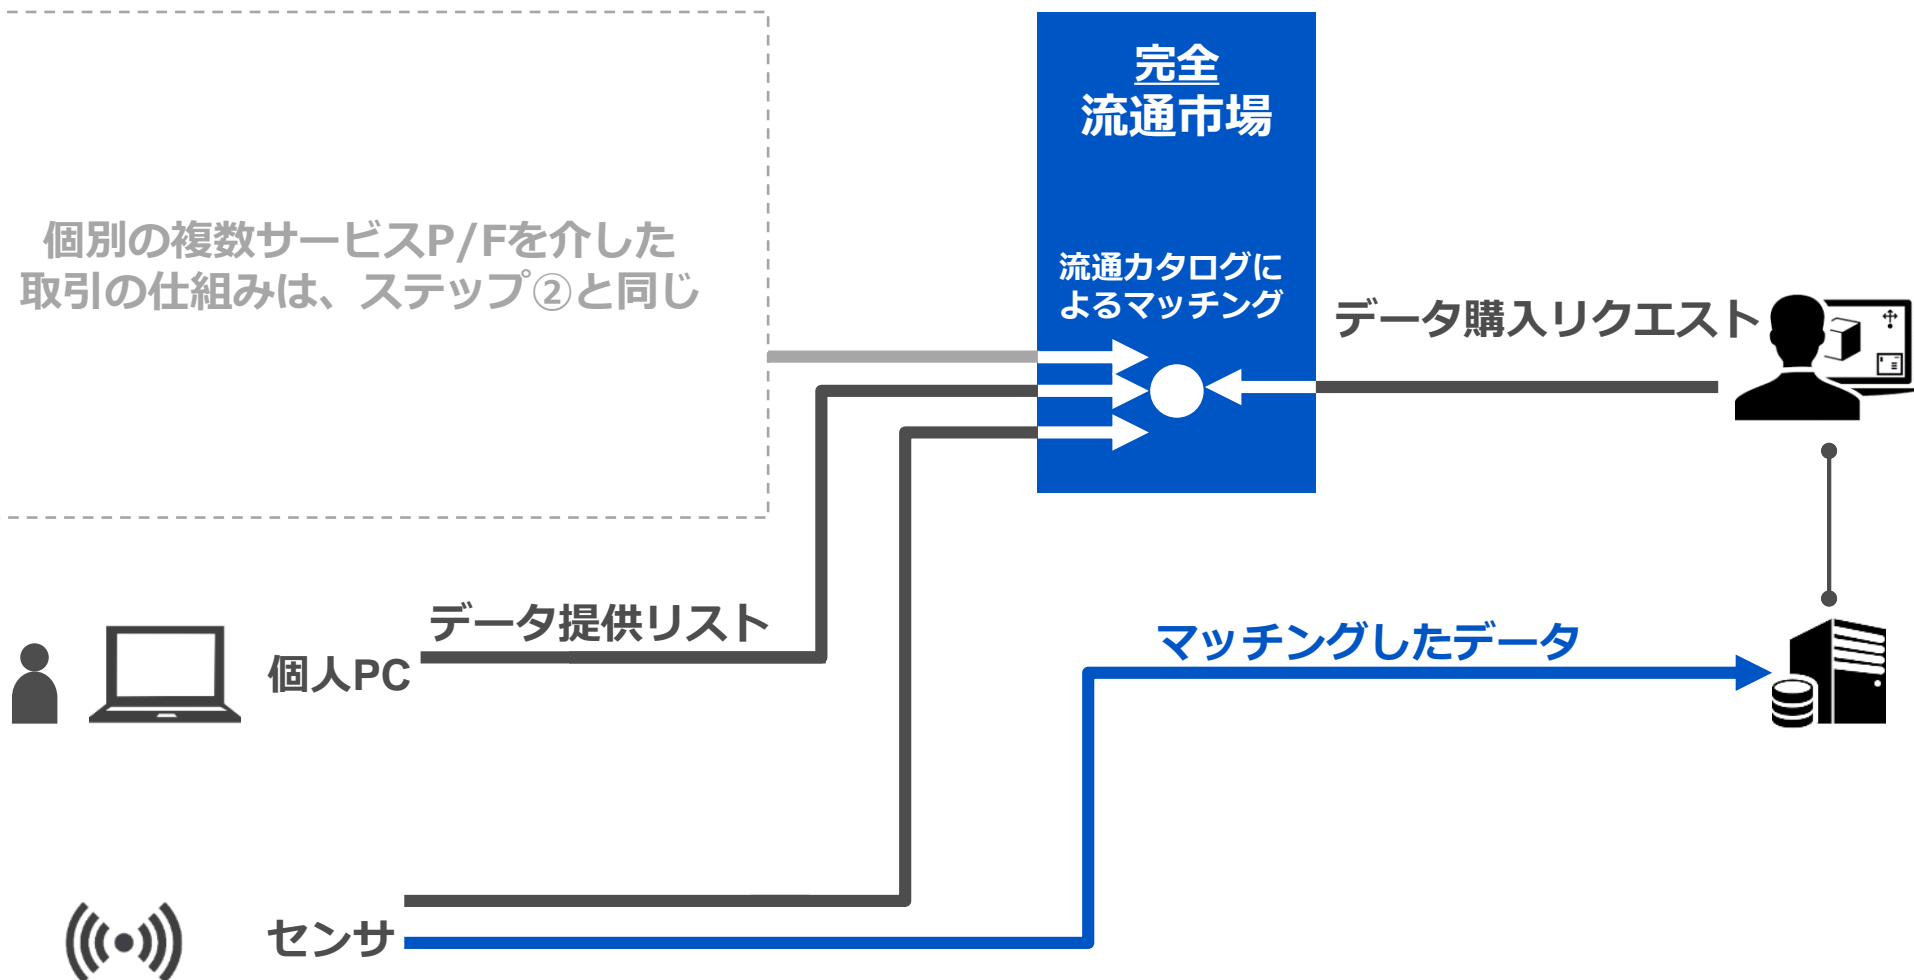 完全
流通市場
個別の複数サービスP/Fを介した
取引の仕組みは、ステップ②と同じ
流通カタログに
よるマッチング
データ購入リクエスト
データ提供リスト
個人PC
マッチングしたデータ
センサ